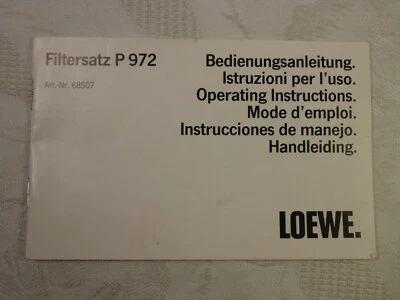 Filtersatz P 972
Art.-Nr. 68507
Bedienungsanleitung.
Istruzioni per l'uso.
Operating Instructions.
Mode d'emploi.
Instrucciones de manejo.
Handleiding.
LOEWE.